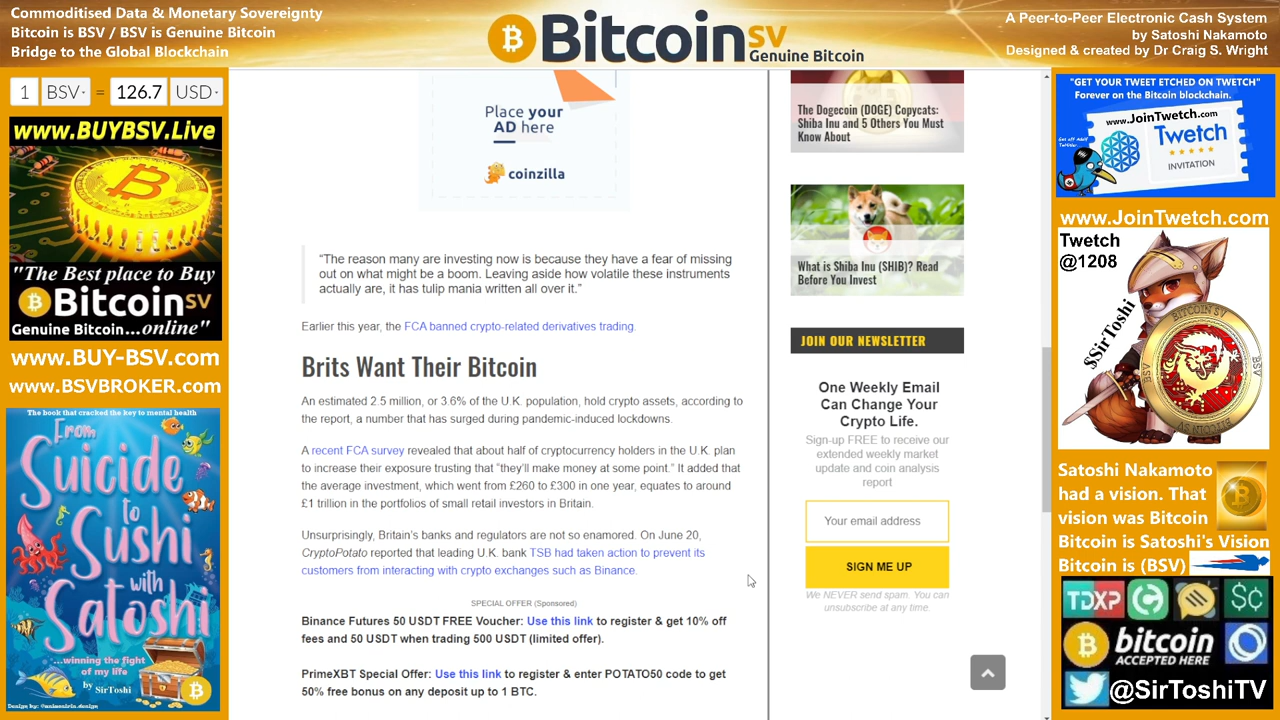 Commoditised Data & Monetary Sovereignty
Bitcoin is BSV / BSV is Genuine Bitcoin
Bridge to the Global Blockchain
BitcoinSV
Genuine Bitcoin
A Peer-to-Peer Electronic Cash System
by Satoshi Nakamoto
Designed & created by Dr Craig S. Wright
1 BSV = 126.7 USD
www.BUYBSV.Live
"The Best place to Buy
BitcoinSV
Genuine Bitcoin...online"
www.BUY-BSV.com
www.BSVBROKER.com
The book that cracked the key to mental health
From
Suicide
to
Sushi
with
Satoshi
...winning the fight
of my life
by SirToshi
Design by: @animeniria.design
Place your
AD here
coinzilla
“The reason many are investing now is because they have a fear of missing
out on what might be a boom. Leaving aside how volatile these instruments
actually are, it has tulip mania written all over it.”
Earlier this year, the FCA banned crypto-related derivatives trading.
Brits Want Their Bitcoin
An estimated 2.5 million, or 3.6% of the U.K. population, hold crypto assets, according to
the report, a number that has surged during pandemic-induced lockdowns.
A recent FCA survey revealed that about half of cryptocurrency holders in the U.K. plan
to increase their exposure trusting that “they’ll make money at some point.” It added that
the average investment, which went from £260 to £300 in one year, equates to around
£1 trillion in the portfolios of small retail investors in Britain.
Unsurprisingly, Britain’s banks and regulators are not so enamored. On June 20,
CryptoPotato reported that leading U.K. bank TSB had taken action to prevent its
customers from interacting with crypto exchanges such as Binance.
SPECIAL OFFER (Sponsored)
Binance Futures 50 USDT FREE Voucher: Use this link to register & get 10% off
fees and 50 USDT when trading 500 USDT (limited offer).
PrimeXBT Special Offer: Use this link to register & enter POTATO50 code to get
50% free bonus on any deposit up to 1 BTC.
The Dogecoin (DOGE) Copycats:
Shiba Inu and 5 Others You Must
Know About
What is Shiba Inu (SHIB)? Read
Before You Invest
JOIN OUR NEWSLETTER
One Weekly Email
Can Change Your
Crypto Life.
Sign-up FREE to receive our
extended weekly market
update and coin analysis
report
Your email address
SIGN ME UP
We NEVER send spam. You can
unsubscribe at any time.
"GET YOUR TWEET ETCHED ON TWETCH"
Forever on the Bitcoin blockchain.
www.JoinTwetch.com
Twetch
INVITATION
www.JoinTwetch.com
Twetch
@1208
$SirToshi
BITCOIN SV
BSV
BSV
Satoshi Nakamoto
had a vision. That
vision was Bitcoin
Bitcoin is Satoshi's Vision
Bitcoin is (BSV)
TDXP
bitcoin
ACCEPTED HERE
@SirToshiTV